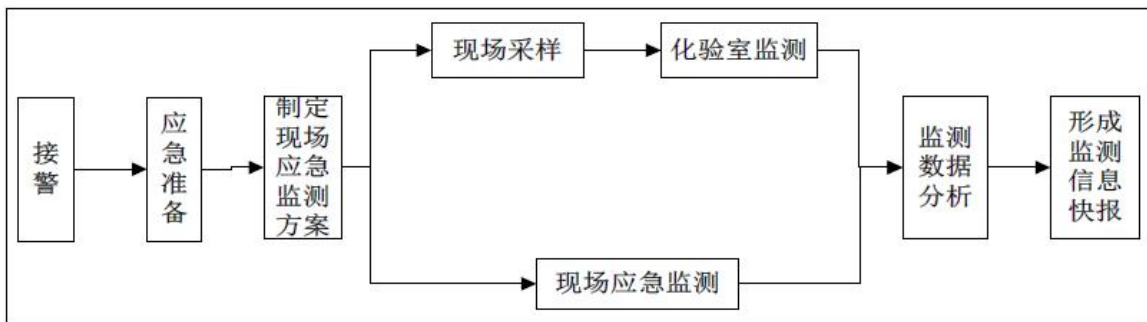 接警
应急准备
制定
现场
应急
监测
方案
现场采样
化验室监测
现场应急监测
监测
数据
分析
形成
监测
信息
快报